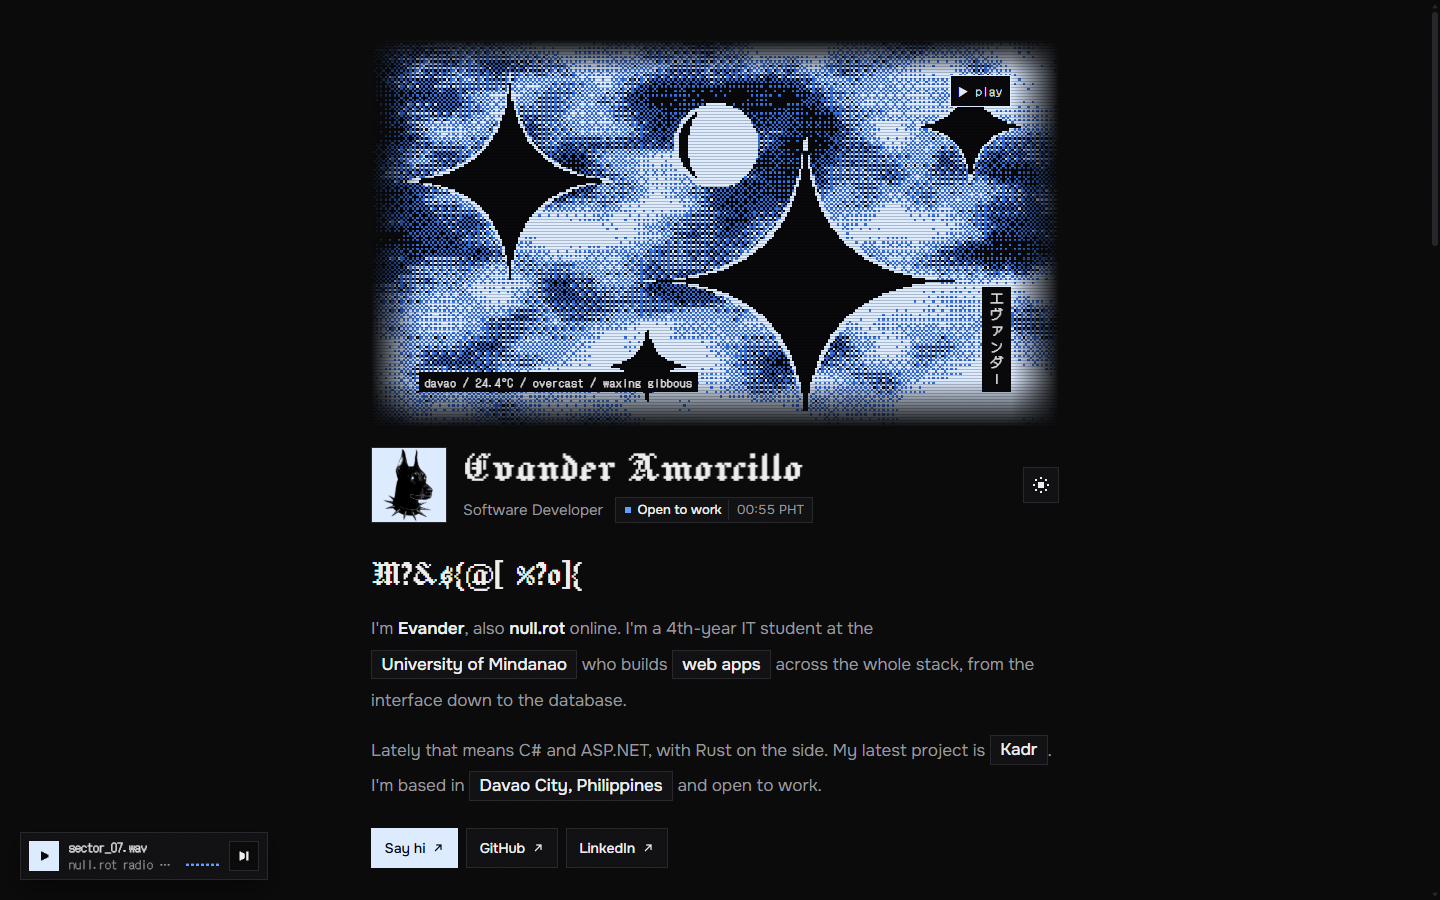 ▶ play
エヴァンダー
davao / 24.4°C / overcast / waxing gibbous
Evander Amorcillo
Software Developer
Open to work
00:55 PHT
M?&${@[ %?o]{
I'm Evander, also null.rot online. I'm a 4th-year IT student at the
University of Mindanao who builds web apps across the whole stack, from the
interface down to the database.
Lately that means C# and ASP.NET, with Rust on the side. My latest project is Kadr.
I'm based in Davao City, Philippines and open to work.
Say hi ↗
GitHub ↗
LinkedIn ↗
sector_07.wav
null.rot radio ···